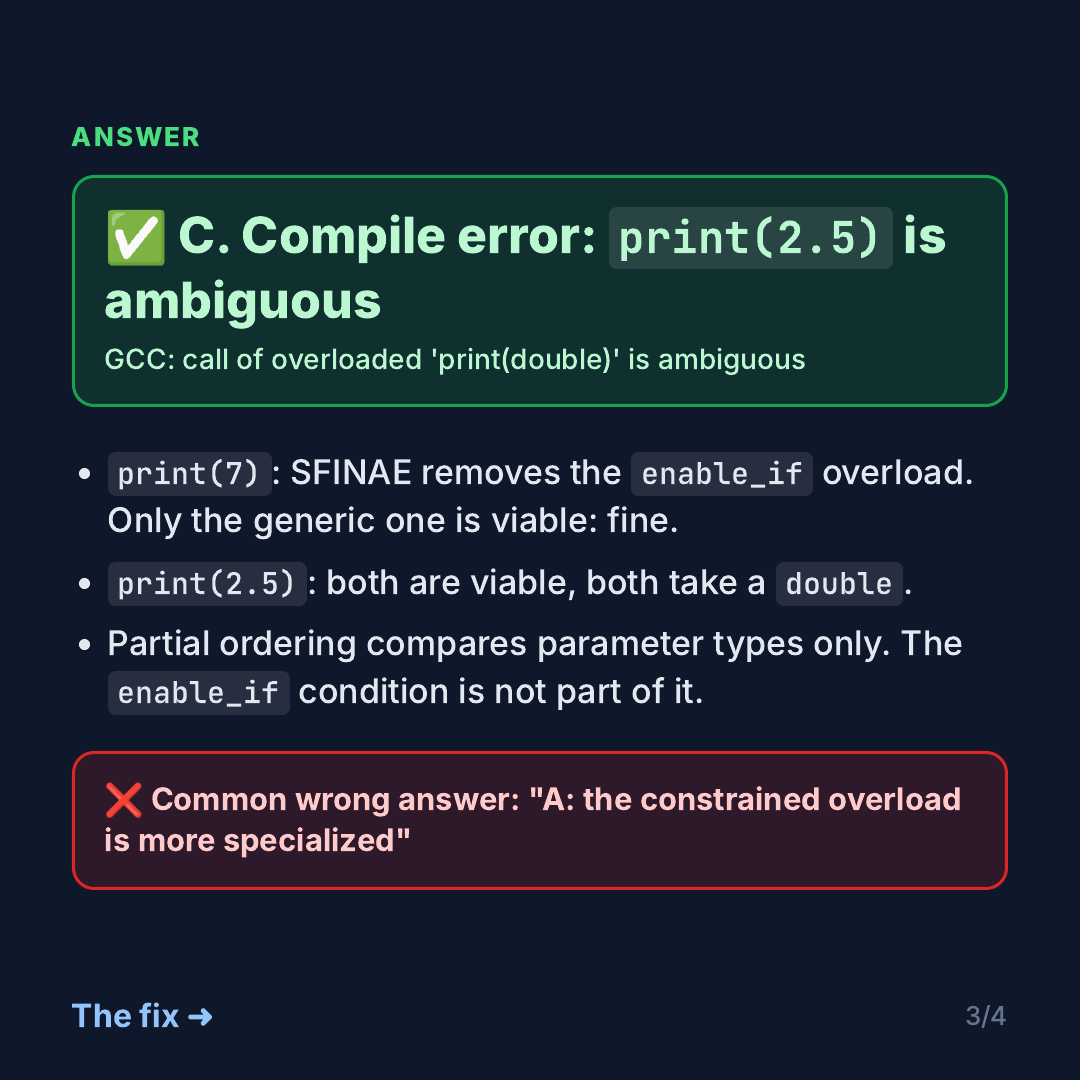 ANSWER
✅ C. Compile error: print(2.5) is
ambiguous
GCC: call of overloaded 'print(double)' is ambiguous
• print(7): SFINAE removes the enable_if overload.
Only the generic one is viable: fine.
• print(2.5): both are viable, both take a double.
• Partial ordering compares parameter types only. The
enable_if condition is not part of it.
❌ Common wrong answer: "A: the constrained overload
is more specialized"
The fix ➜
3/4